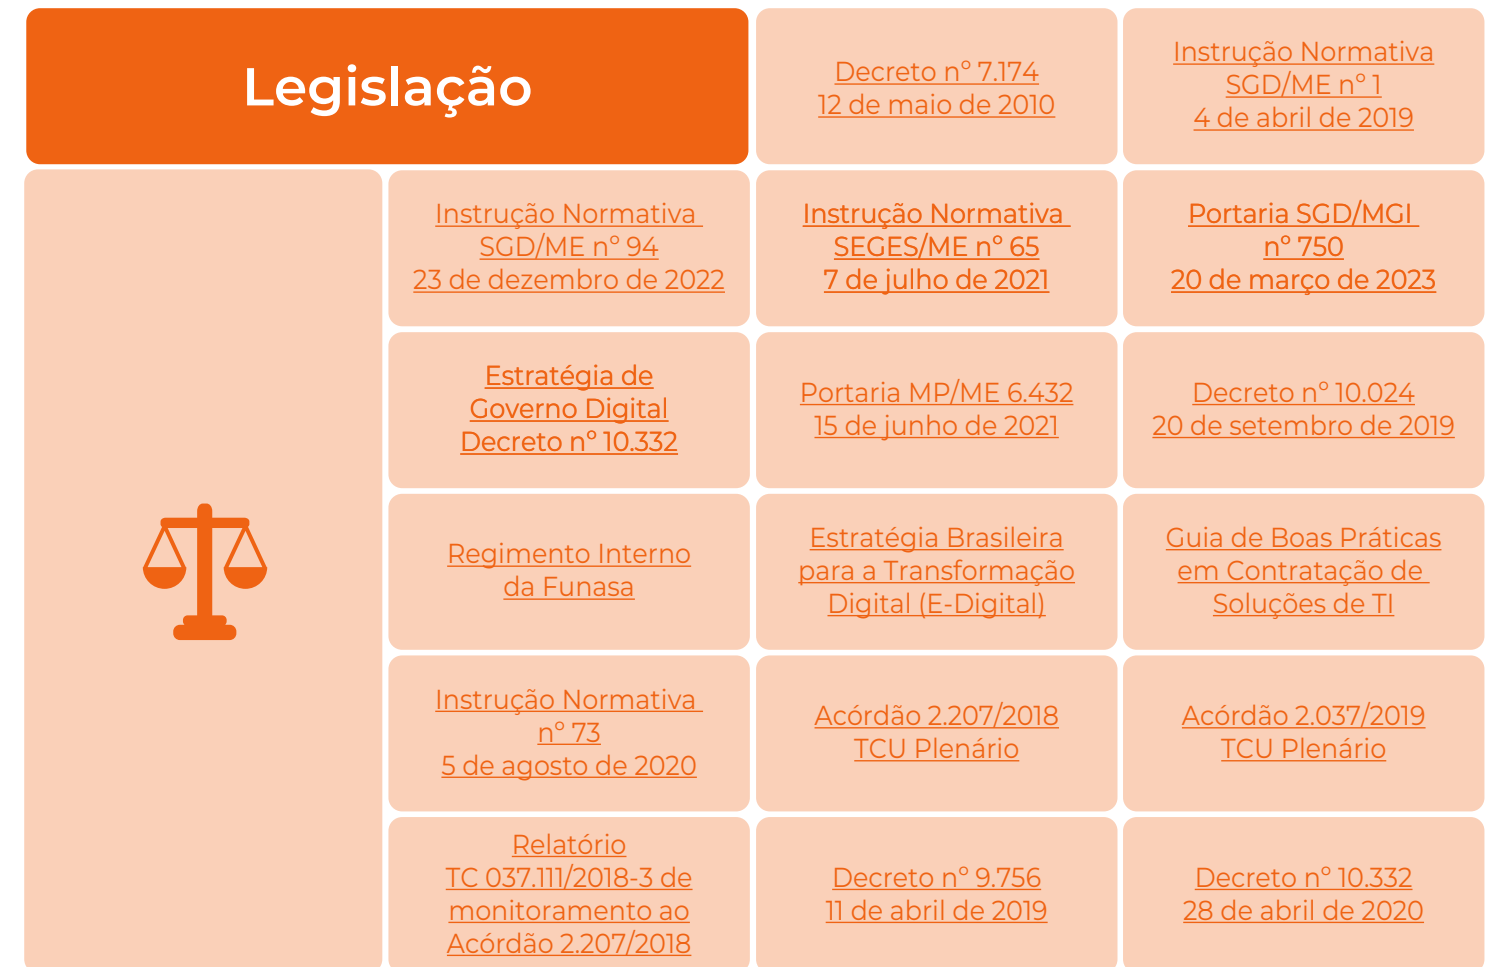 Legislação
Decreto nº 7.174
12 de maio de 2010
Instrução Normativa
SGD/ME nº 1
4 de abril de 2019
Instrução Normativa
SGD/ME nº 94
23 de dezembro de 2022
Instrução Normativa
SEGES/ME nº 65
7 de julho de 2021
Portaria SGD/MGI
nº 750
20 de março de 2023
Estratégia de
Governo Digital
Decreto nº 10.332
Portaria MP/ME 6.432
15 de junho de 2021
Decreto nº 10.024
20 de setembro de 2019
Regimento Interno
da Funasa
Estratégia Brasileira
para a Transformação
Digital (E-Digital)
Guia de Boas Práticas
em Contratação de
Soluções de TI
Instrução Normativa
nº 73
5 de agosto de 2020
Acórdão 2.207/2018
TCU Plenário
Acórdão 2.037/2019
TCU Plenário
Relatório
TC 037.111/2018-3 de
monitoramento ao
Acórdão 2.207/2018
Decreto nº 9.756
11 de abril de 2019
Decreto nº 10.332
28 de abril de 2020